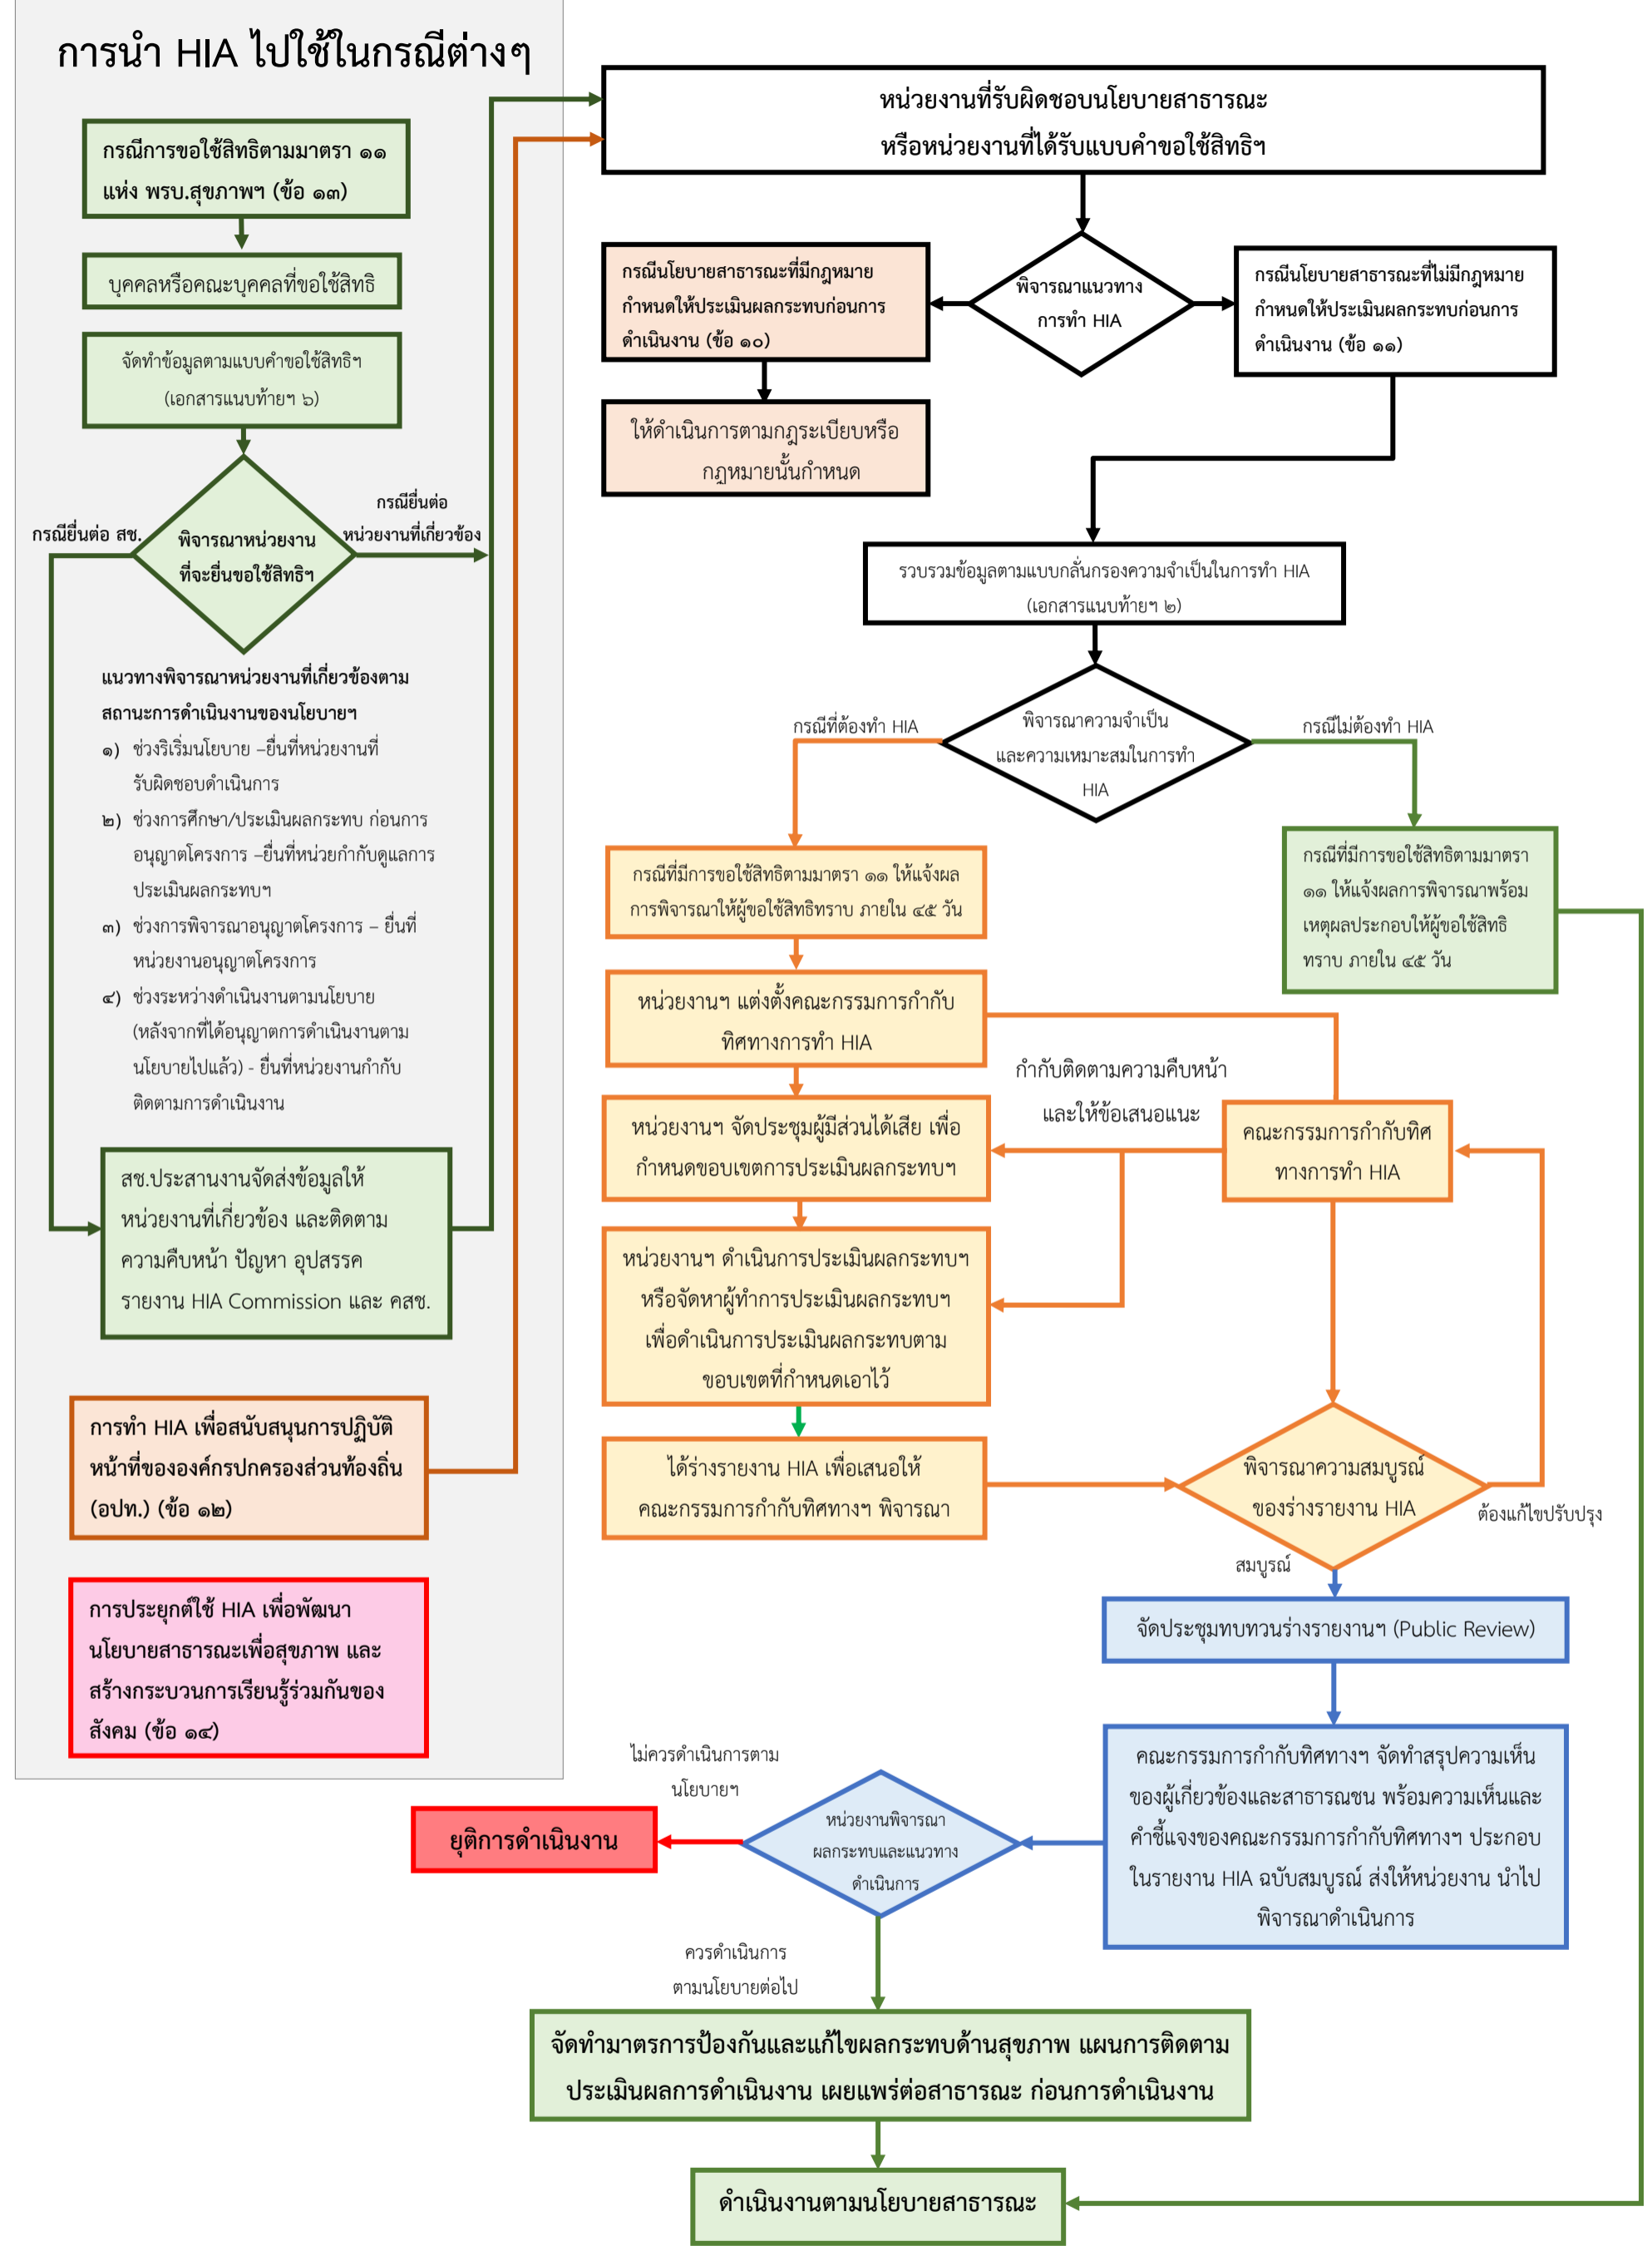 การนำ HIA ไปใช้ในกรณีต่างๆ
กรณีการขอใช้สิทธิตามมาตรา ๑๑
แห่ง พรบ.สุขภาพฯ (ข้อ ๑๓)
บุคคลหรือคณะบุคคลที่ขอใช้สิทธิ
จัดทำข้อมูลตามแบบคำขอใช้สิทธิฯ
(เอกสารแนบท้ายฯ ๖)
กรณียื่นต่อ สช.
พิจารณาหน่วยงาน
ที่จะยื่นขอใช้สิทธิฯ
กรณียื่นต่อ
หน่วยงานที่เกี่ยวข้อง
แนวทางพิจารณาหน่วยงานที่เกี่ยวข้องตาม
สถานะการดำเนินงานของนโยบายฯ
๑) ช่วงริเริ่มนโยบาย –ยื่นที่หน่วยงานที่
รับผิดชอบดำเนินการ
๒) ช่วงการศึกษา/ประเมินผลกระทบ ก่อนการ
อนุญาตโครงการ –ยื่นที่หน่วยกำกับดูแลการ
ประเมินผลกระทบฯ
๓) ช่วงการพิจารณาอนุญาตโครงการ – ยื่นที่
หน่วยงานอนุญาตโครงการ
๔) ช่วงระหว่างดำเนินงานตามนโยบาย
(หลังจากที่ได้อนุญาตการดำเนินงานตาม
นโยบายไปแล้ว) - ยื่นที่หน่วยงานกำกับ
ติดตามการดำเนินงาน
สช.ประสานงานจัดส่งข้อมูลให้
หน่วยงานที่เกี่ยวข้อง และติดตาม
ความคืบหน้า ปัญหา อุปสรรค
รายงาน HIA Commission และ คสช.
การทำ HIA เพื่อสนับสนุนการปฏิบัติ
หน้าที่ขององค์กรปกครองส่วนท้องถิ่น
(อปท.) (ข้อ ๑๒)
การประยุกต์ใช้ HIA เพื่อพัฒนา
นโยบายสาธารณะเพื่อสุขภาพ และ
สร้างกระบวนการเรียนรู้ร่วมกันของ
สังคม (ข้อ ๑๔)
หน่วยงานที่รับผิดชอบนโยบายสาธารณะ
หรือหน่วยงานที่ได้รับแบบคำขอใช้สิทธิฯ
พิจารณาแนวทาง
การทำ HIA
กรณีนโยบายสาธารณะที่มีกฎหมาย
กำหนดให้ประเมินผลกระทบก่อนการ
ดำเนินงาน (ข้อ ๑๐)
ให้ดำเนินการตามกฎระเบียบหรือ
กฎหมายนั้นกำหนด
กรณีนโยบายสาธารณะที่ไม่มีกฎหมาย
กำหนดให้ประเมินผลกระทบก่อนการ
ดำเนินงาน (ข้อ ๑๑)
รวบรวมข้อมูลตามแบบกลั่นกรองความจำเป็นในการทำ HIA
(เอกสารแนบท้ายฯ ๒)
กรณีที่ต้องทำ HIA
พิจารณาความจำเป็น
และความเหมาะสมในการทำ
HIA
กรณีไม่ต้องทำ HIA
กรณีที่มีการขอใช้สิทธิตามมาตรา ๑๑ ให้แจ้งผล
การพิจารณาให้ผู้ขอใช้สิทธิทราบ ภายใน ๔๕ วัน
กรณีที่มีการขอใช้สิทธิตามมาตรา
๑๑ ให้แจ้งผลการพิจารณาพร้อม
เหตุผลประกอบให้ผู้ขอใช้สิทธิ
ทราบ ภายใน ๔๕ วัน
หน่วยงานฯ แต่งตั้งคณะกรรมการกำกับ
ทิศทางการทำ HIA
กำกับติดตามความคืบหน้า
และให้ข้อเสนอแนะ
หน่วยงานฯ จัดประชุมผู้มีส่วนได้เสีย เพื่อ
กำหนดขอบเขตการประเมินผลกระทบฯ
คณะกรรมการกำกับทิศ
ทางการทำ HIA
หน่วยงานฯ ดำเนินการประเมินผลกระทบฯ
หรือจัดหาผู้ทำการประเมินผลกระทบฯ
เพื่อดำเนินการประเมินผลกระทบตาม
ขอบเขตที่กำหนดเอาไว้
ได้ร่างรายงาน HIA เพื่อเสนอให้
คณะกรรมการกำกับทิศทางฯ พิจารณา
พิจารณาความสมบูรณ์
ของร่างรายงาน HIA
ต้องแก้ไขปรับปรุง
สมบูรณ์
จัดประชุมทบทวนร่างรายงานฯ (Public Review)
คณะกรรมการกำกับทิศทางฯ จัดทำสรุปความเห็น
ของผู้เกี่ยวข้องและสาธารณชน พร้อมความเห็นและ
คำชี้แจงของคณะกรรมการกำกับทิศทางฯ ประกอบ
ในรายงาน HIA ฉบับสมบูรณ์ ส่งให้หน่วยงาน นำไป
พิจารณาดำเนินการ
ไม่ควรดำเนินการตาม
นโยบายฯ
หน่วยงานพิจารณา
ผลกระทบและแนวทาง
ดำเนินการ
ยุติการดำเนินงาน
ควรดำเนินการ
ตามนโยบายต่อไป
จัดทำมาตรการป้องกันและแก้ไขผลกระทบด้านสุขภาพ แผนการติดตาม
ประเมินผลการดำเนินงาน เผยแพร่ต่อสาธารณะ ก่อนการดำเนินงาน
ดำเนินงานตามนโยบายสาธารณะ